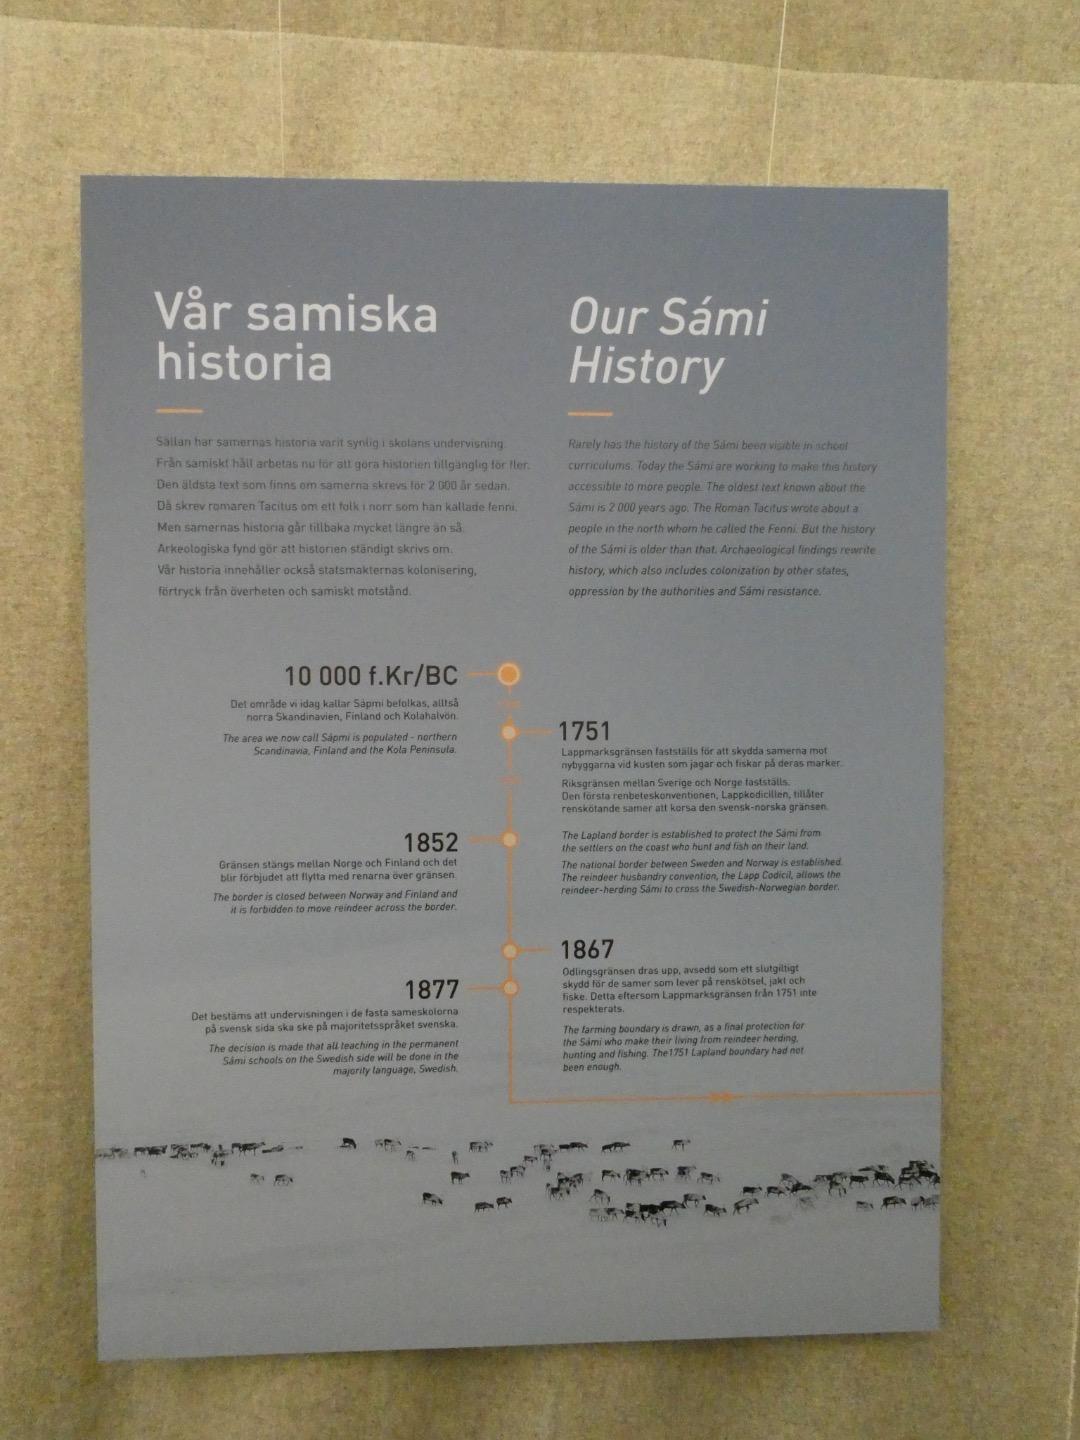 Vår samiska
historia
Sällan har samernas historia varit synlig i skolans undervisning.
Från samiskt håll arbetas nu för att göra historien tillgänglig för fler.
Den äldsta text som finns om samerna skrevs för 2 000 år sedan.
Då skrev romaren Tacitus om ett folk i norr som han kallade fenni.
Men samernas historia går tillbaka mycket längre än så.
Arkeologiska fynd gör att historien ständigt skrivs om.
Vår historia innehåller också statsmakternas kolonisering,
förtryck från överheten och samiskt motstånd.
Our Sámi
History
Rarely has the history of the Sámi been visible in school
curriculums. Today the Sámi are working to make this history
accessible to more people. The oldest text known about the
Sámi is 2 000 years ago. The Roman Tacitus wrote about a
people in the north whom he called the Fenni. But the history
of the Sámi is older than that. Archaeological findings rewrite
history, which also includes colonization by other states,
oppression by the authorities and Sámi resistance.
10 000 f.Kr/BC
Det område vi idag kallar Sápmi befolkas, alltså
norra Skandinavien, Finland och Kolahalvön.
The area we now call Sápmi is populated - northern
Scandinavia, Finland and the Kola Peninsula.
1751
Lappmarksgränsen fastställs för att skydda samerna mot
nybyggarna vid kusten som jagar och fiskar på deras marker.
Riksgränsen mellan Sverige och Norge fastställs.
Den första renbeteskonventionen, Lappkodicillen, tillåter
renskötande samer att korsa den svensk-norska gränsen.
The Lapland border is established to protect the Sámi from
the settlers on the coast who hunt and fish on their land.
The national border between Sweden and Norway is established.
The reindeer husbandry convention, the Lapp Codicil, allows the
reindeer-herding Sámi to cross the Swedish-Norwegian border.
1852
Gränsen stängs mellan Norge och Finland och det
blir förbjudet att flytta med renarna över gränsen.
The border is closed between Norway and Finland and
it is forbidden to move reindeer across the border.
1867
Odlingsgränsen dras upp, avsedd som ett slutgiltigt
skydd för de samer som lever på renskötsel, jakt och
fiske. Detta eftersom Lappmarksgränsen från 1751 inte
respekterats.
The farming boundary is drawn, as a final protection for
the Sámi who make their living from reindeer herding,
hunting and fishing. The1751 Lapland boundary had not
been enough.
1877
Det bestäms att undervisningen i de fasta sameskolorna
på svensk sida ska ske på majoritetsspråket svenska.
The decision is made that all teaching in the permanent
Sámi schools on the Swedish side will be done in the
majority language, Swedish.